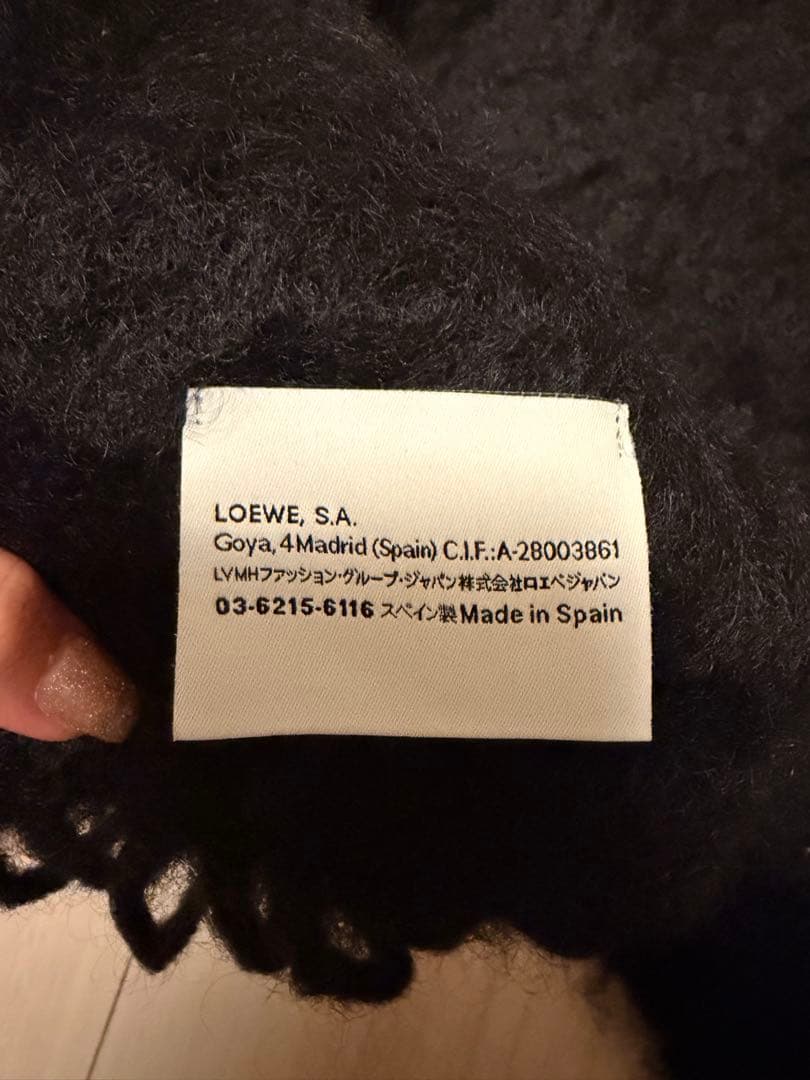 LOEWE, S.A.
Goya, 4 Madrid (Spain) C.I.F.:A-28003861
LVMHファッション・グループ・ジャパン株式会社ロエベジャパン
03-6215-6116 スペイン製 Made in Spain